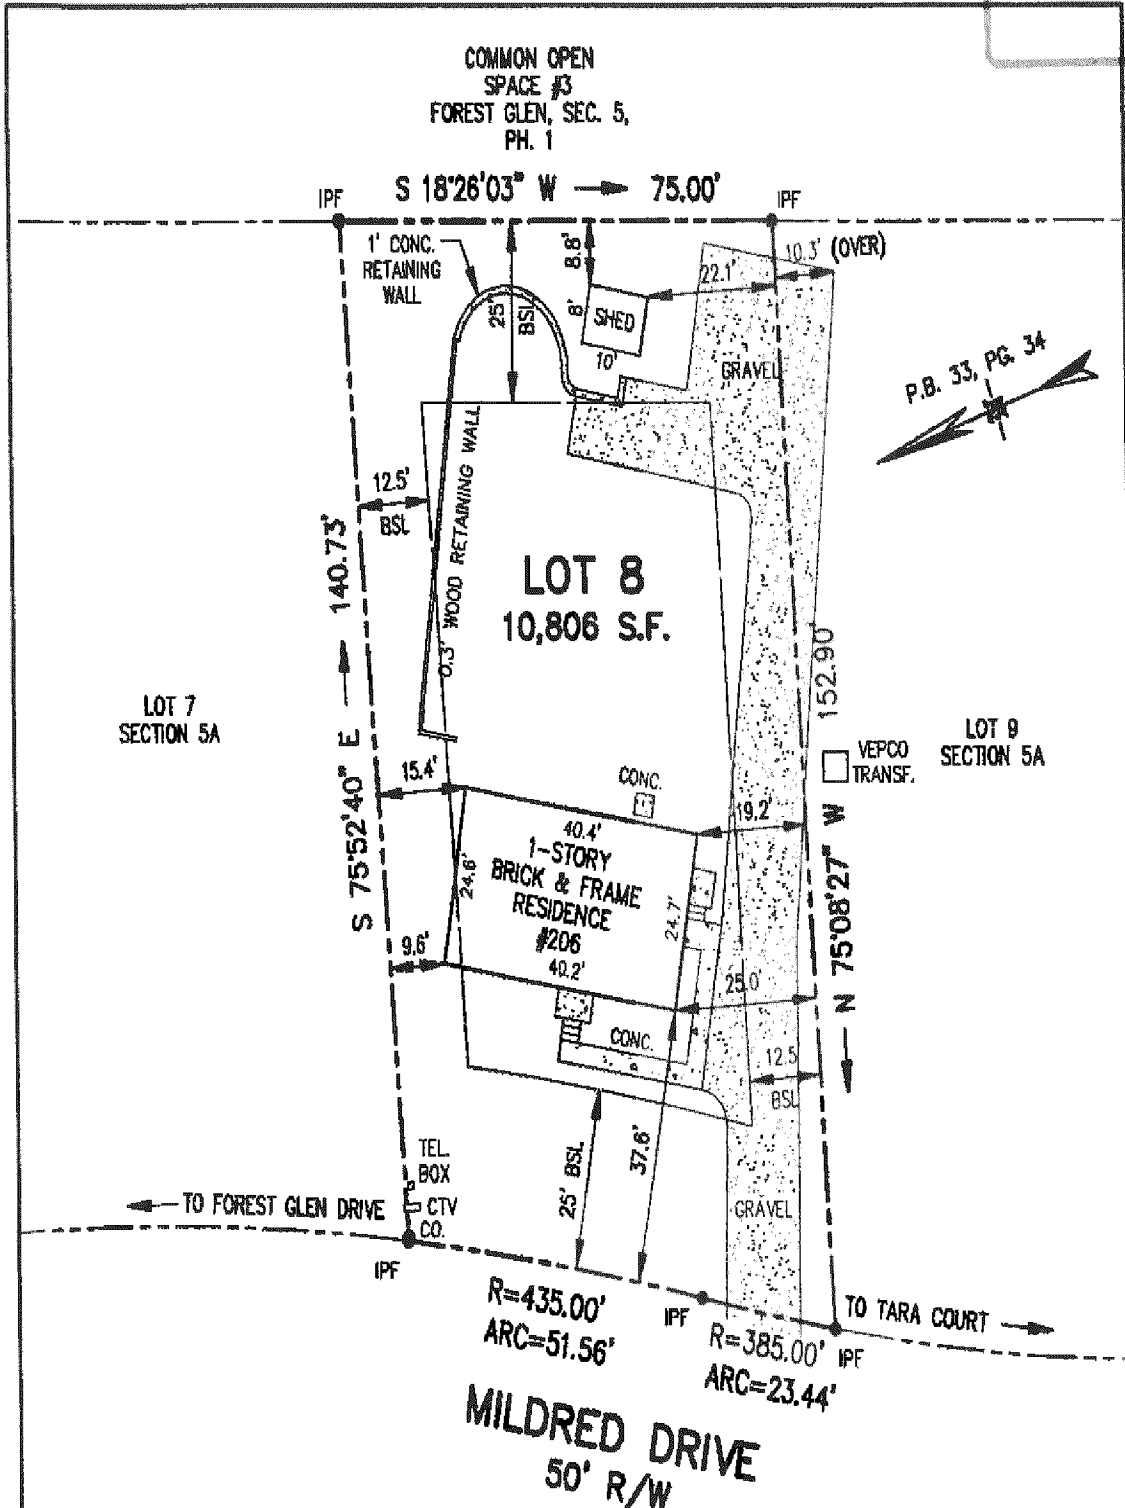 COMMON OPEN
SPACE #3
FOREST GLEN, SEC. 5,
PH. 1
IPF
S 18°26'03" W
75.00'
IPF
1' CONC.
RETAINING
WALL
25'
BSL
8.8'
22.1'
10.3' (OVER)
8'
SHED
10'
GRAVEL
P.B. 33, PG. 34
12.5'
BSL
0.3' WOOD RETAINING WALL
LOT 8
10,806 S.F.
S 75°52'40" E
140.73'
152.90'
N 75°08'27" W
LOT 7
SECTION 5A
LOT 9
SECTION 5A
VEPCO
TRANSF.
15.4'
CONC.
19.2'
40.4'
1-STORY
BRICK & FRAME
RESIDENCE
#206
40.2'
24.6'
24.7'
9.6'
25.0'
CONC.
12.5
BSL
25' BSL
37.6'
TEL.
BOX
CTV
CO.
TO FOREST GLEN DRIVE
GRAVEL
IPF
R=435.00'
ARC=51.56'
IPF
R=385.00'
ARC=23.44'
IPF
TO TARA COURT
MILDRED DRIVE
50' R/W